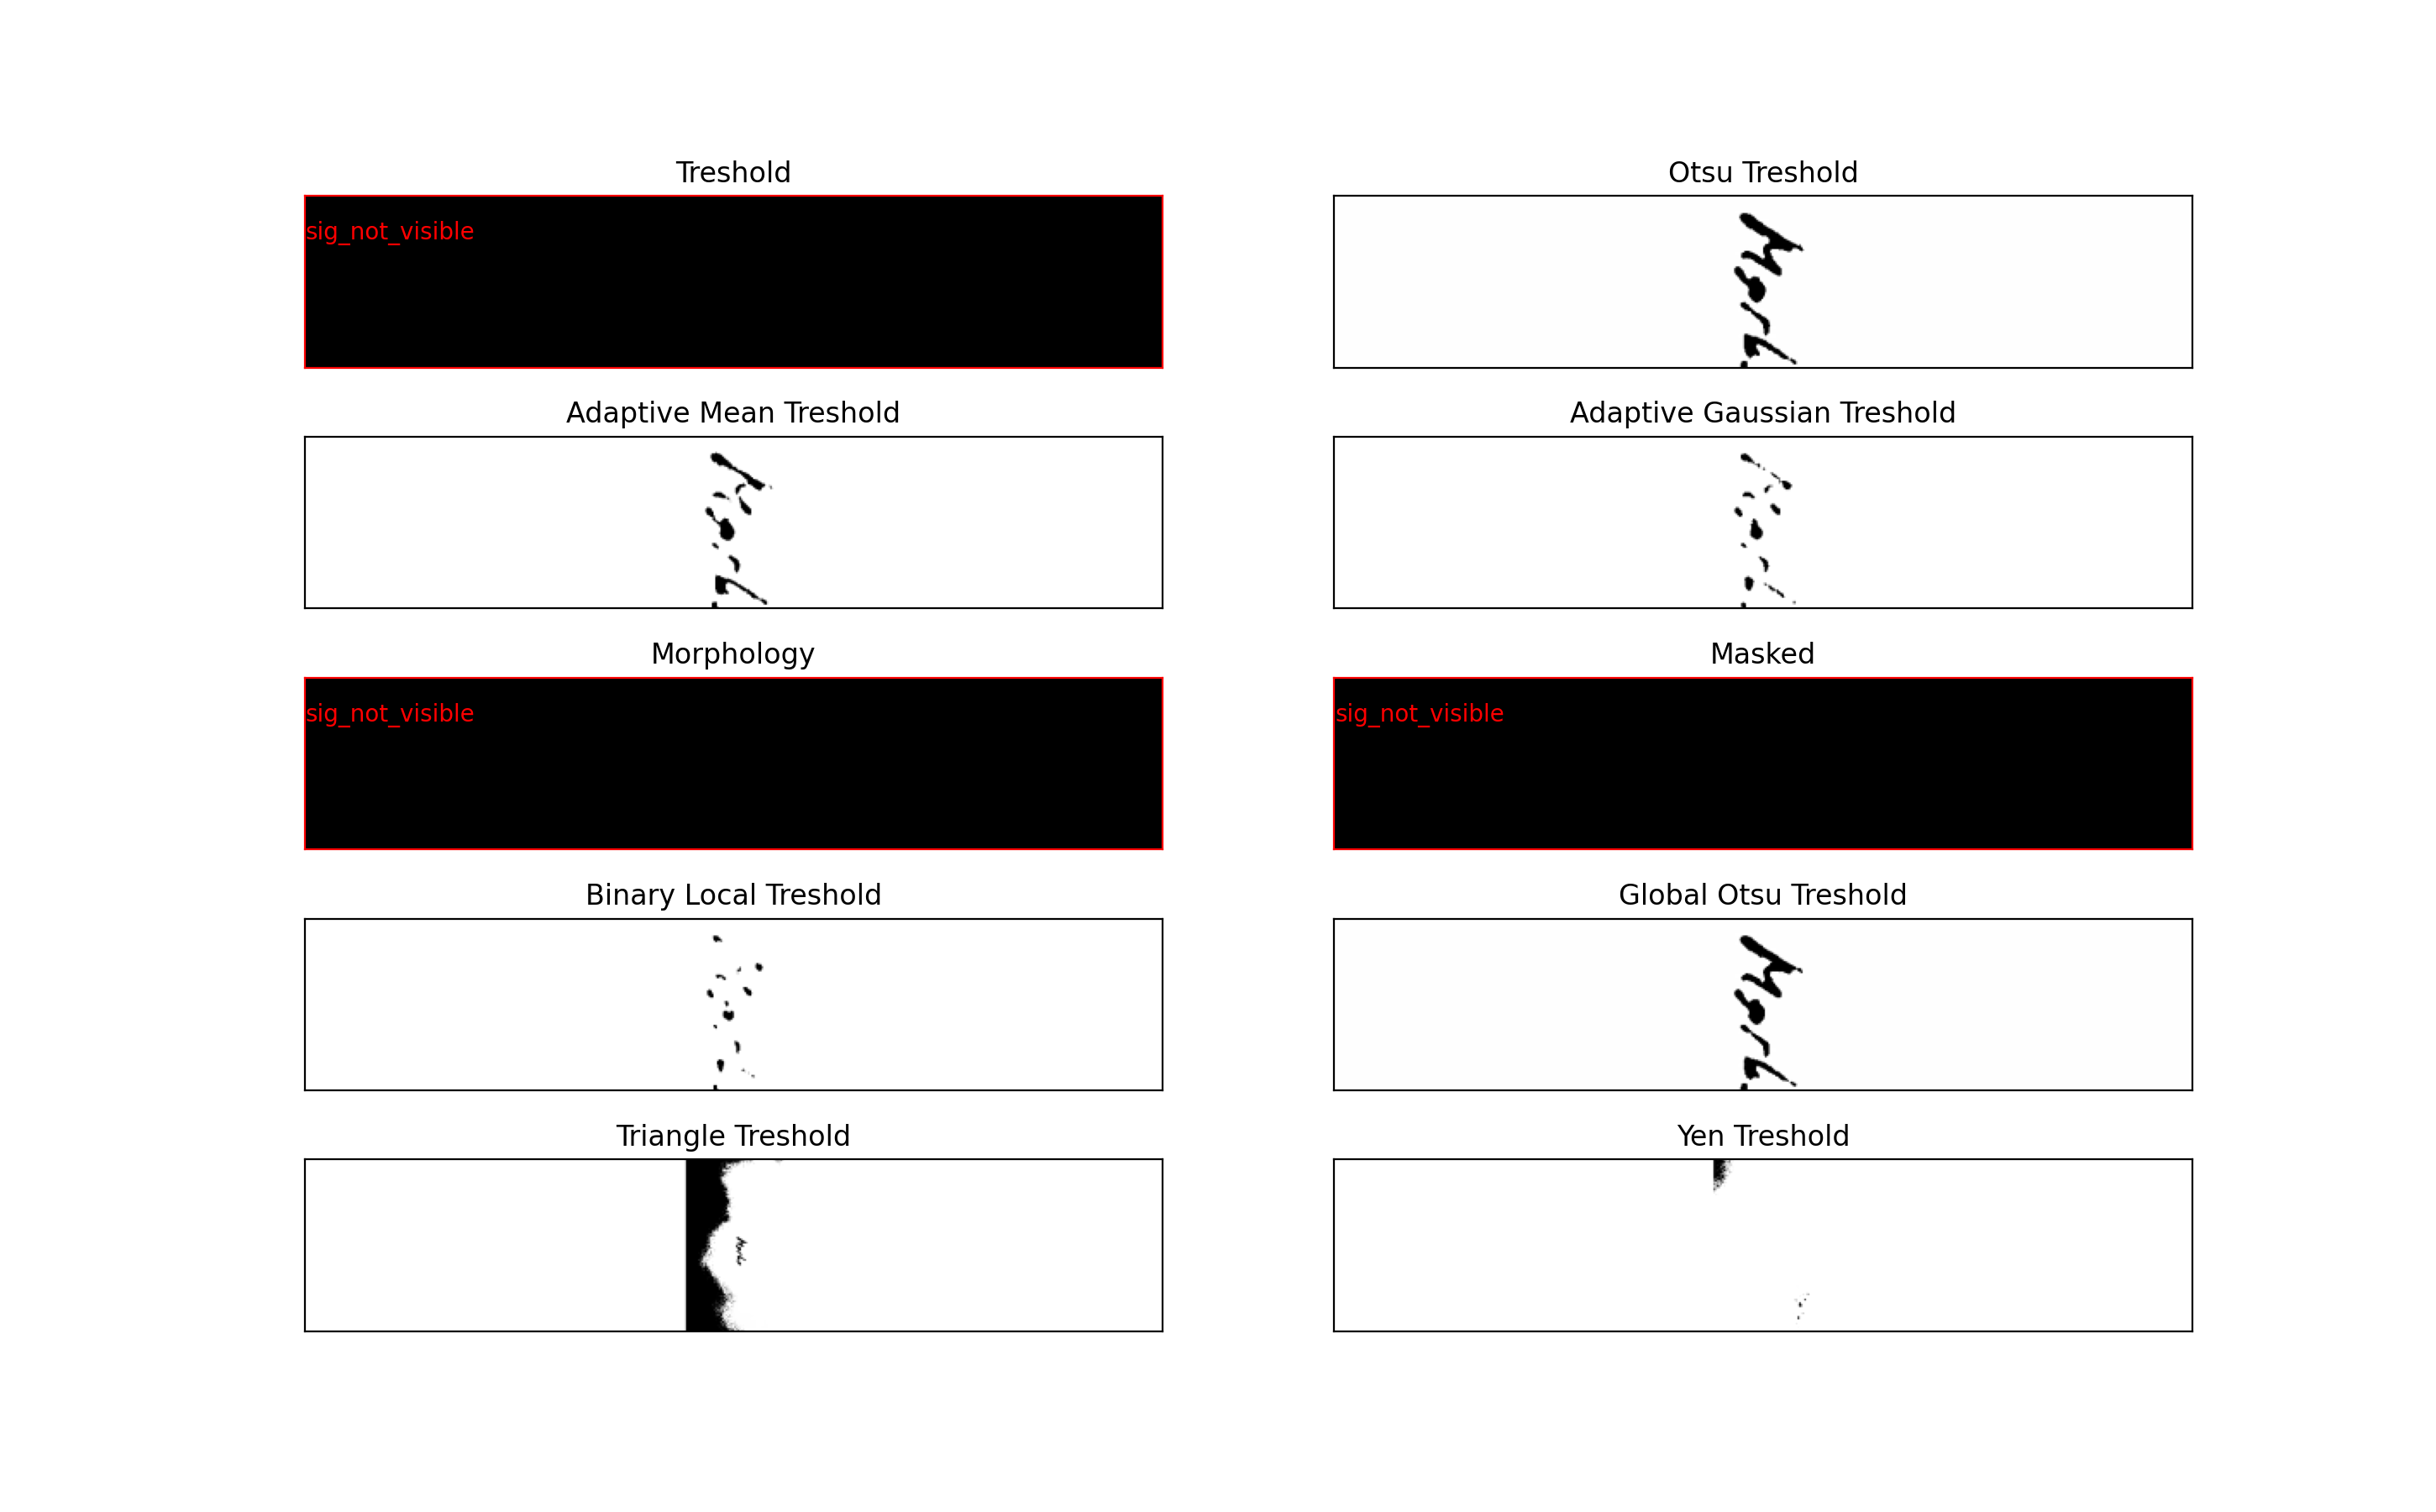 Treshold
Otsu Treshold
sig_not_visible
Adaptive Mean Treshold
Adaptive Gaussian Treshold
Morphology
Masked
sig_not_visible
sig_not_visible
Binary Local Treshold
Global Otsu Treshold
Triangle Treshold
Yen Treshold